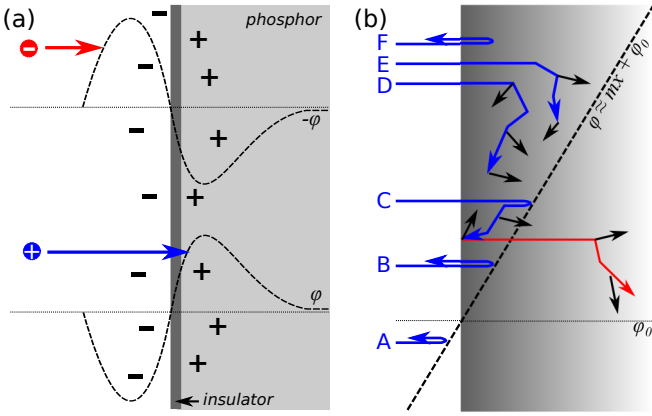 (a)
phosphor
-φ
φ
insulator
(b)
F
E
D
φ ≈ mx + φ₀
C
B
φ₀
A